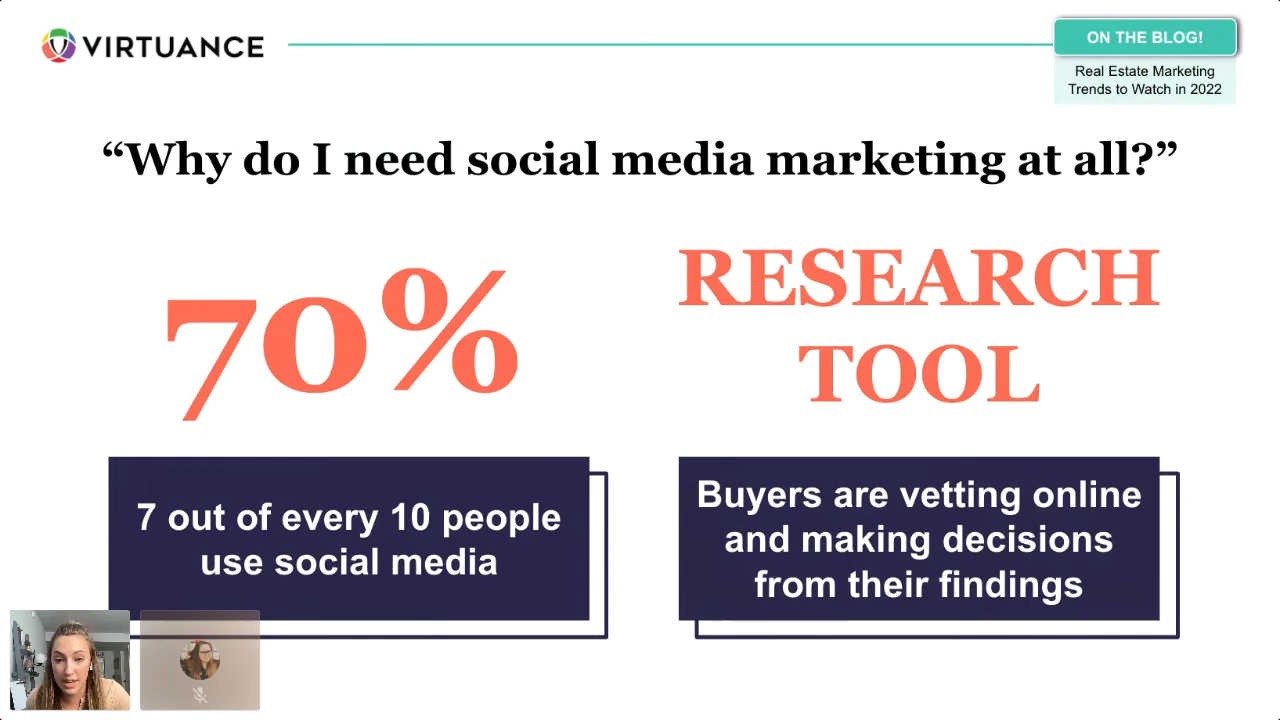 VIRTUANCE
ON THE BLOG!
Real Estate Marketing
Trends to Watch in 2022
“Why do I need social media marketing at all?”
70%
7 out of every 10 people
use social media
RESEARCH
TOOL
Buyers are vetting online
and making decisions
from their findings